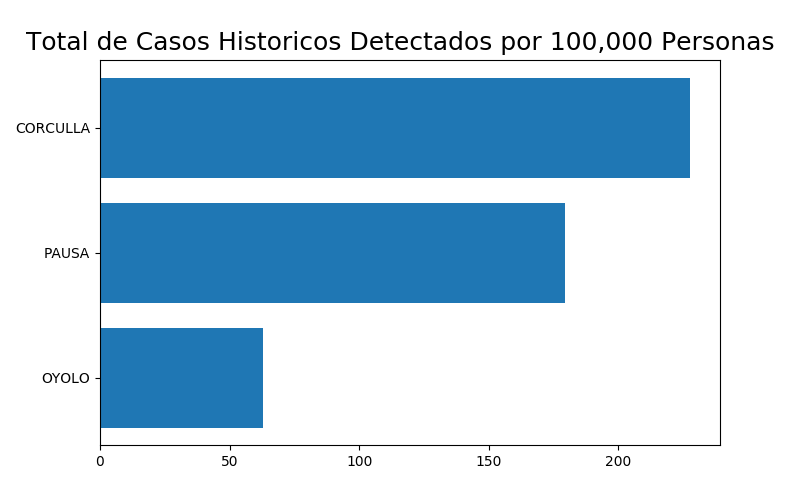 Total de Casos Historicos Detectados por 100,000 Personas
CORCULLA
PAUSA
OYOLO
0 50 100 150 200